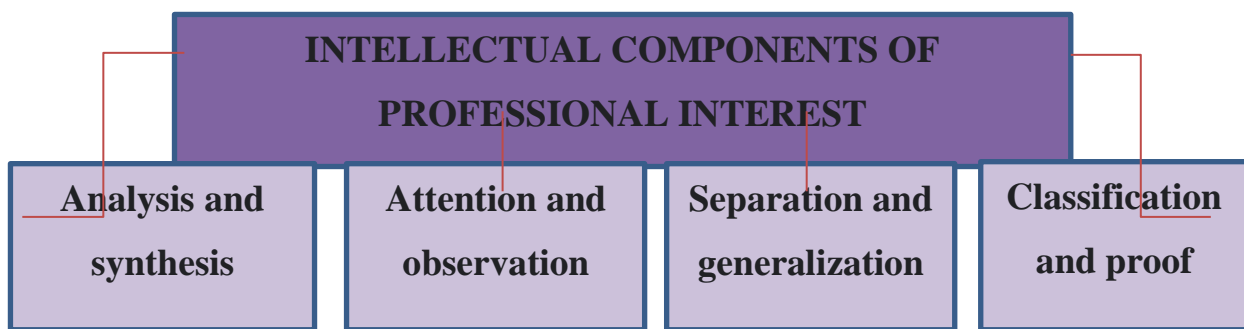 INTELLECTUAL COMPONENTS OF
PROFESSIONAL INTEREST
Analysis and
synthesis
Attention and
observation
Separation and
generalization
Classification
and proof